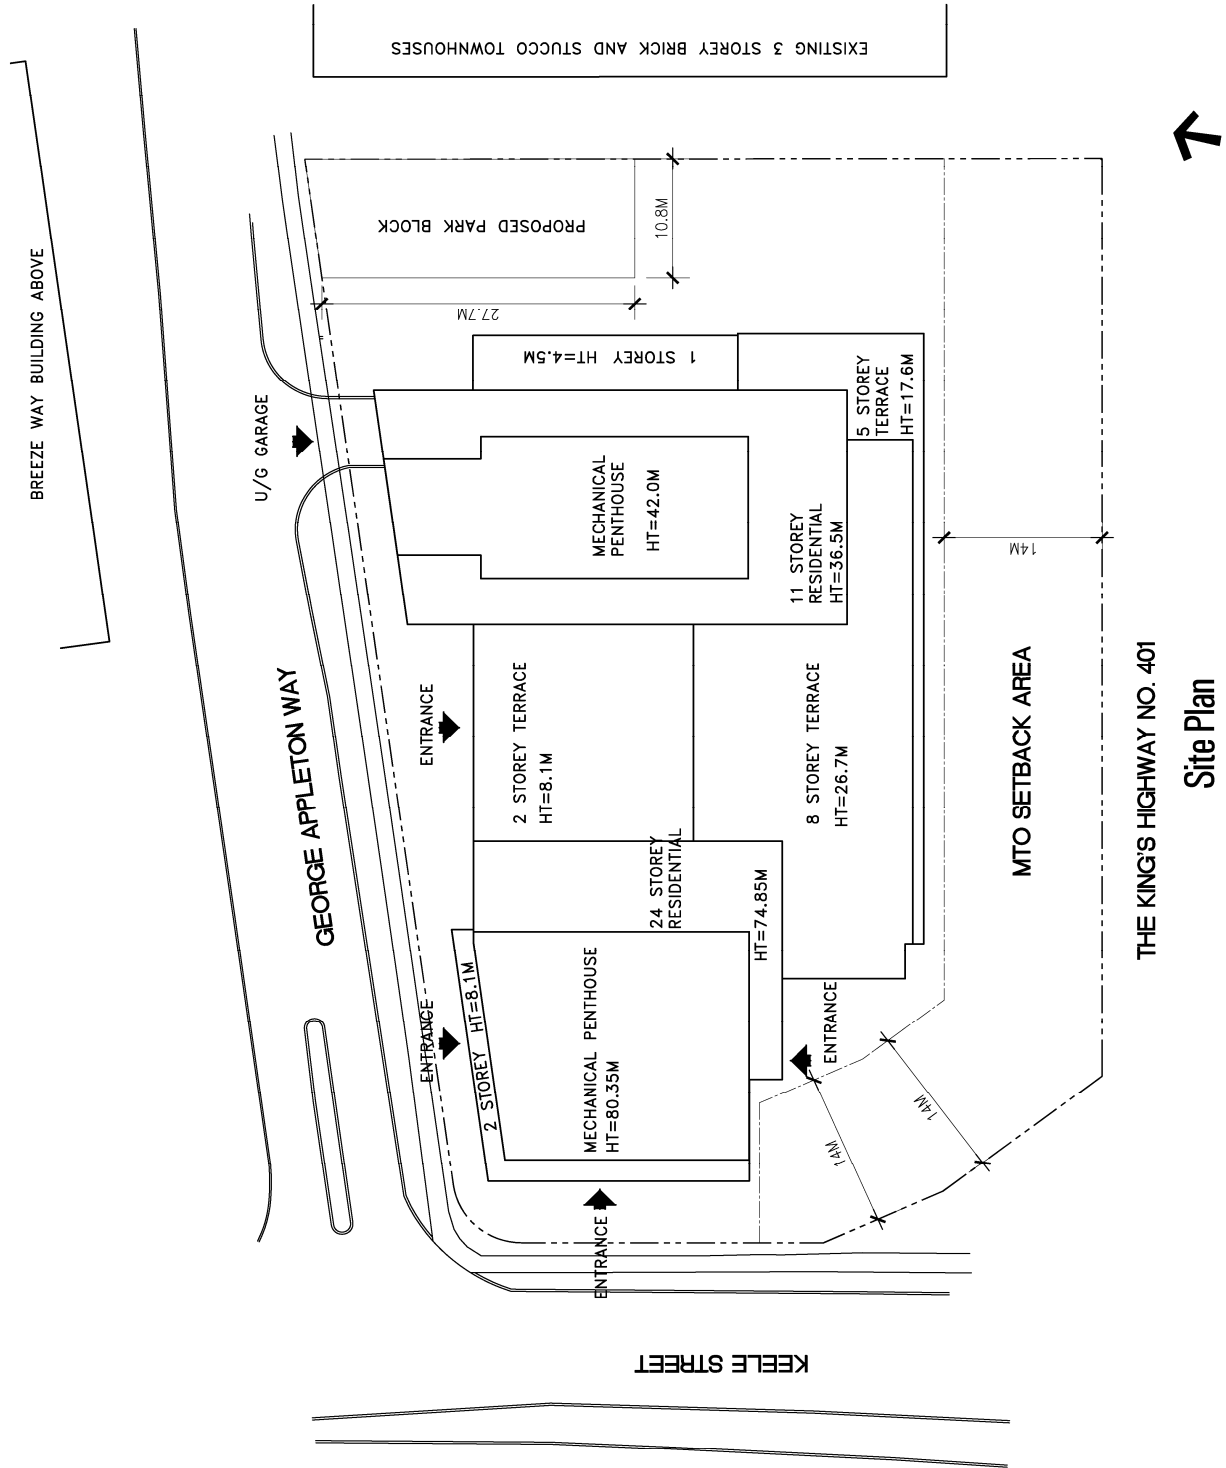 BREEZE WAY BUILDING ABOVE
EXISTING 3 STOREY BRICK AND STUCCO TOWNHOUSES
U/G GARAGE
GEORGE APPLETON WAY
PROPOSED PARK BLOCK
10.8M
27.7M
1 STOREY HT=4.5M
5 STOREY
TERRACE
HT=17.6M
MECHANICAL
PENTHOUSE
HT=42.0M
11 STOREY
RESIDENTIAL
HT=36.5M
14M
ENTRANCE
2 STOREY TERRACE
HT=8.1M
8 STOREY TERRACE
HT=26.7M
24 STOREY
RESIDENTIAL
HT=74.85M
ENTRANCE
2 STOREY HT=8.1M
MECHANICAL PENTHOUSE
HT=80.35M
ENTRANCE
ENTRANCE
14M
14M
MTO SETBACK AREA
THE KING'S HIGHWAY NO. 401
KEELE STREET
Site Plan